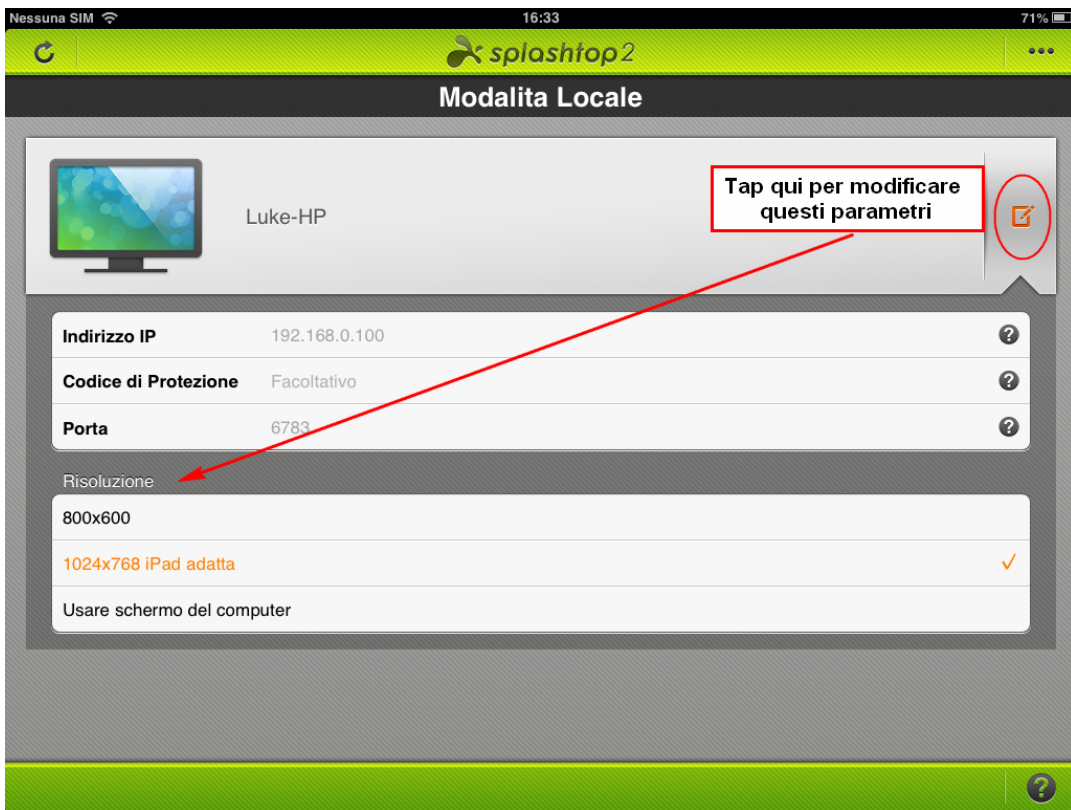 Nessuna SIM 16:33 71%
splashtop2
Modalita Locale
Luke-HP
Tap qui per modificare
questi parametri
Indirizzo IP 192.168.0.100
Codice di Protezione Facoltativo
Porta 6783
Risoluzione
800x600
1024x768 iPad adatta
Usare schermo del computer